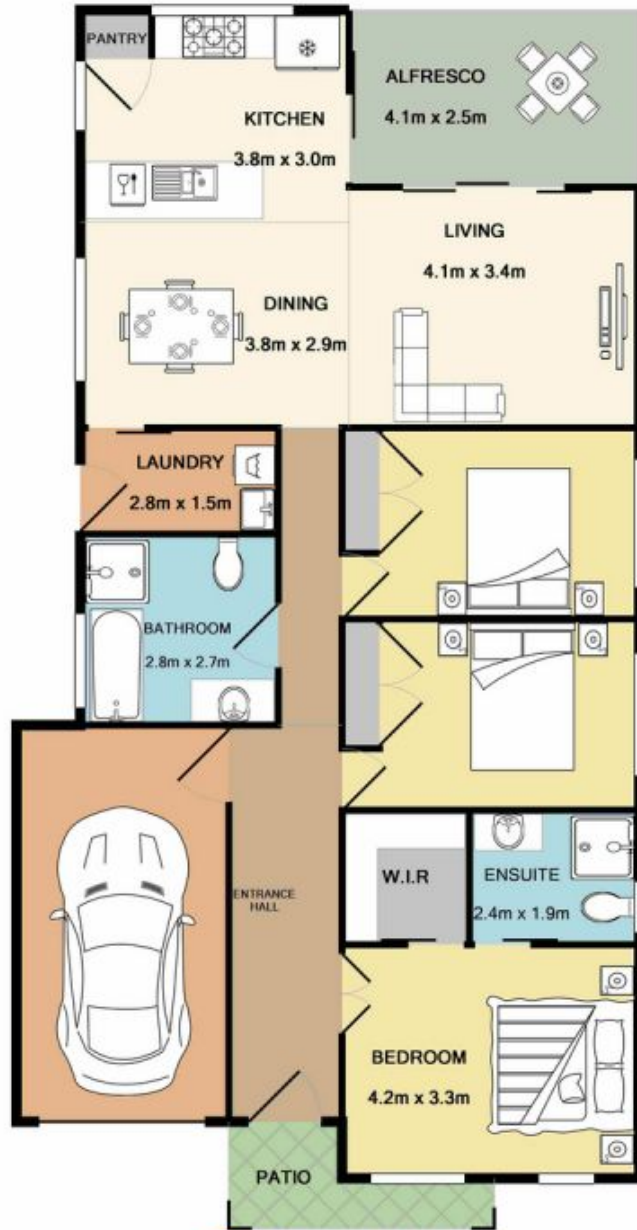 PANTRY
KITCHEN
3.8m x 3.0m
ALFRESCO
4.1m x 2.5m
LIVING
4.1m x 3.4m
DINING
3.8m x 2.9m
LAUNDRY
2.8m x 1.5m
BATHROOM
2.8m x 2.7m
ENTRANCE
HALL
W.I.R
ENSUITE
2.4m x 1.9m
BEDROOM
4.2m x 3.3m
PATIO